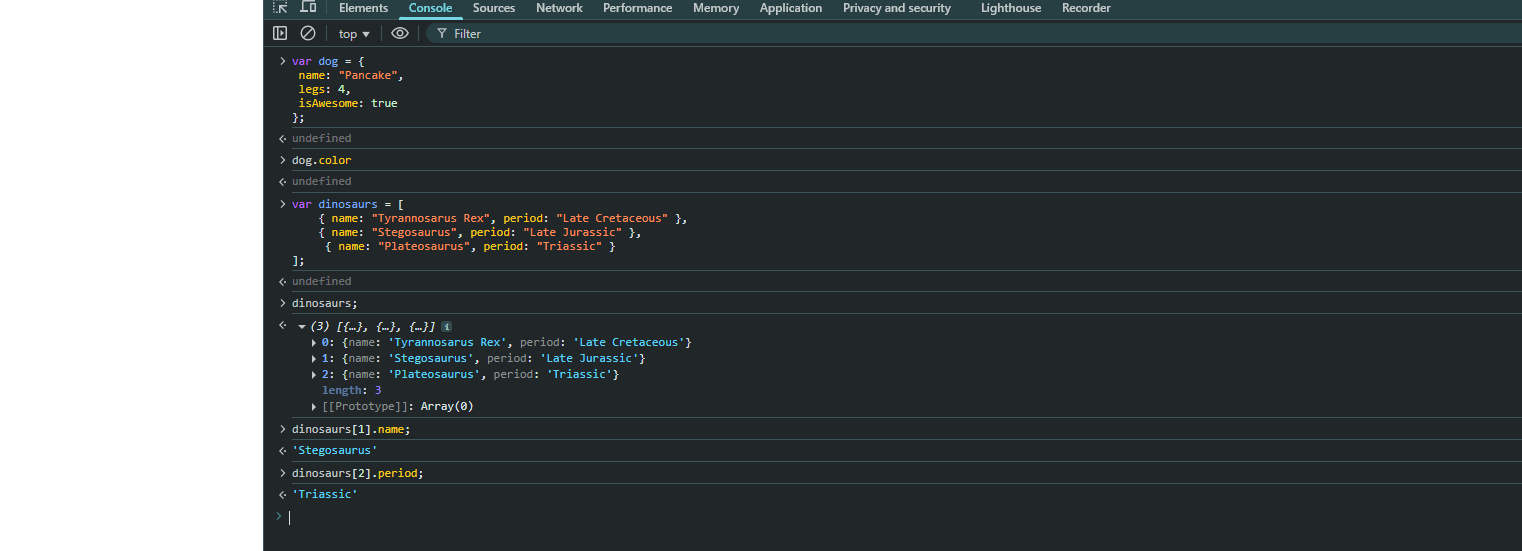 Elements Console Sources Network Performance Memory Application Privacy and security Lighthouse Recorder
top Filter
> var dog = {
name: "Pancake",
legs: 4,
isAwesome: true
};
undefined
> dog.color
undefined
> var dinosaurs = [
{ name: "Tyrannosarus Rex", period: "Late Cretaceous" },
{ name: "Stegosaurus", period: "Late Jurassic" },
{ name: "Plateosaurus", period: "Triassic" }
];
undefined
> dinosaurs;
(3) [{…}, {…}, {…}] i
0: {name: 'Tyrannosarus Rex', period: 'Late Cretaceous'}
1: {name: 'Stegosaurus', period: 'Late Jurassic'}
2: {name: 'Plateosaurus', period: 'Triassic'}
length: 3
[[Prototype]]: Array(0)
> dinosaurs[1].name;
'Stegosaurus'
> dinosaurs[2].period;
'Triassic'
>